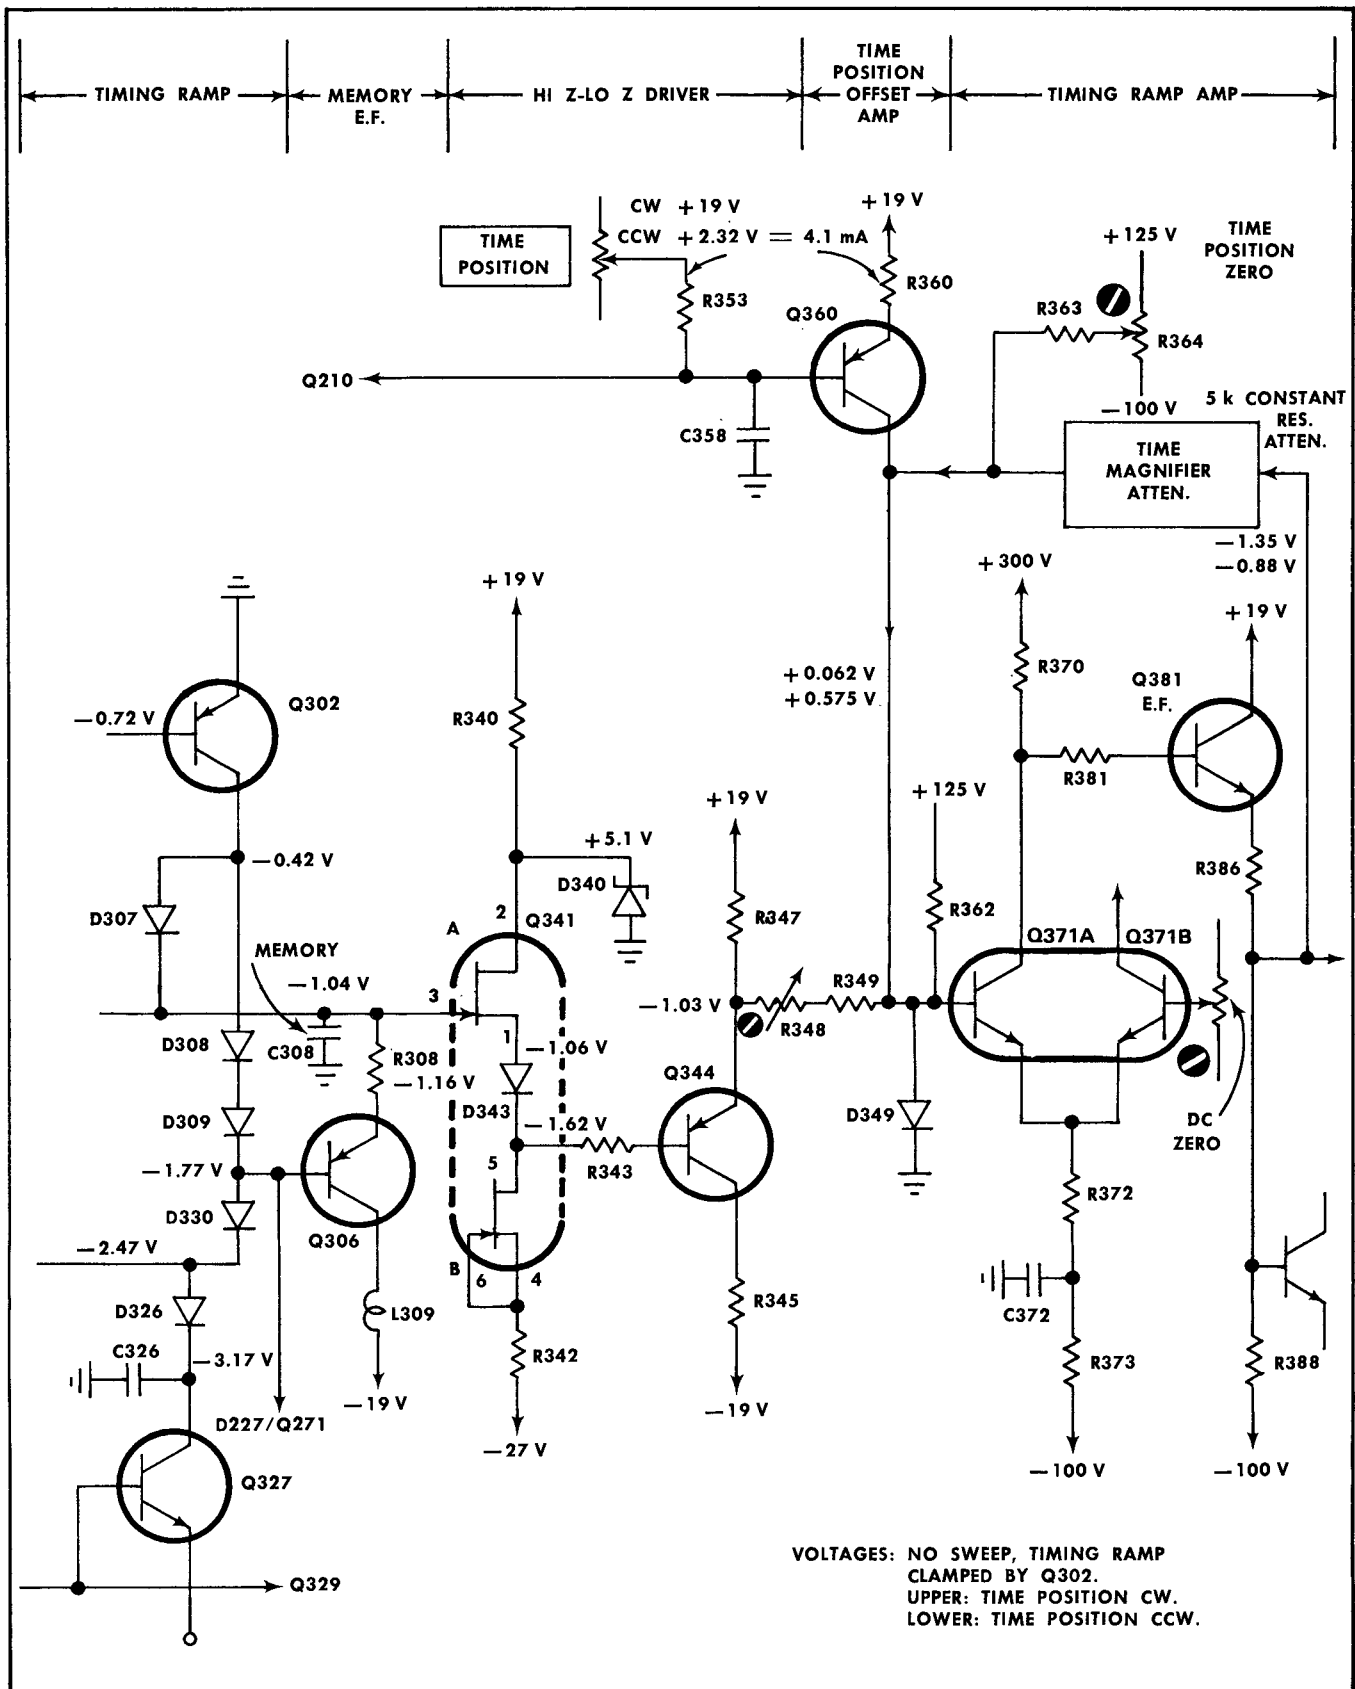 TIMING RAMP
MEMORY
E.F.
HI Z-LO Z DRIVER
TIME
POSITION
OFFSET
AMP
TIMING RAMP AMP
TIME
POSITION
CW +19 V
CCW +2.32 V = 4.1 mA
R353
+19 V
R360
Q360
Q210
C358
+125 V
TIME
POSITION
ZERO
R363
R364
-100 V
5 k CONSTANT
RES.
ATTEN.
TIME
MAGNIFIER
ATTEN.
-1.35 V
-0.88 V
+300 V
+19 V
R370
Q381
E.F.
R381
+0.062 V
+0.575 V
+19 V
R340
Q302
-0.72 V
-0.42 V
D307
MEMORY
-1.04 V
D308
C308
R308
-1.16 V
D309
-1.77 V
D330
-2.47 V
D326
C326
-3.17 V
Q306
L309
-19 V
D227/Q271
Q327
Q329
+5.1 V
D340
A
2
Q341
3
1
-1.06 V
D343
-1.62 V
5
B
6
4
R342
-27 V
R343
Q344
+19 V
R347
-1.03 V
R348
R349
R345
-19 V
+125 V
R362
D349
Q371A
Q371B
R386
DC
ZERO
R372
C372
R373
-100 V
R388
-100 V
VOLTAGES: NO SWEEP, TIMING RAMP
CLAMPED BY Q302.
UPPER: TIME POSITION CW.
LOWER: TIME POSITION CCW.